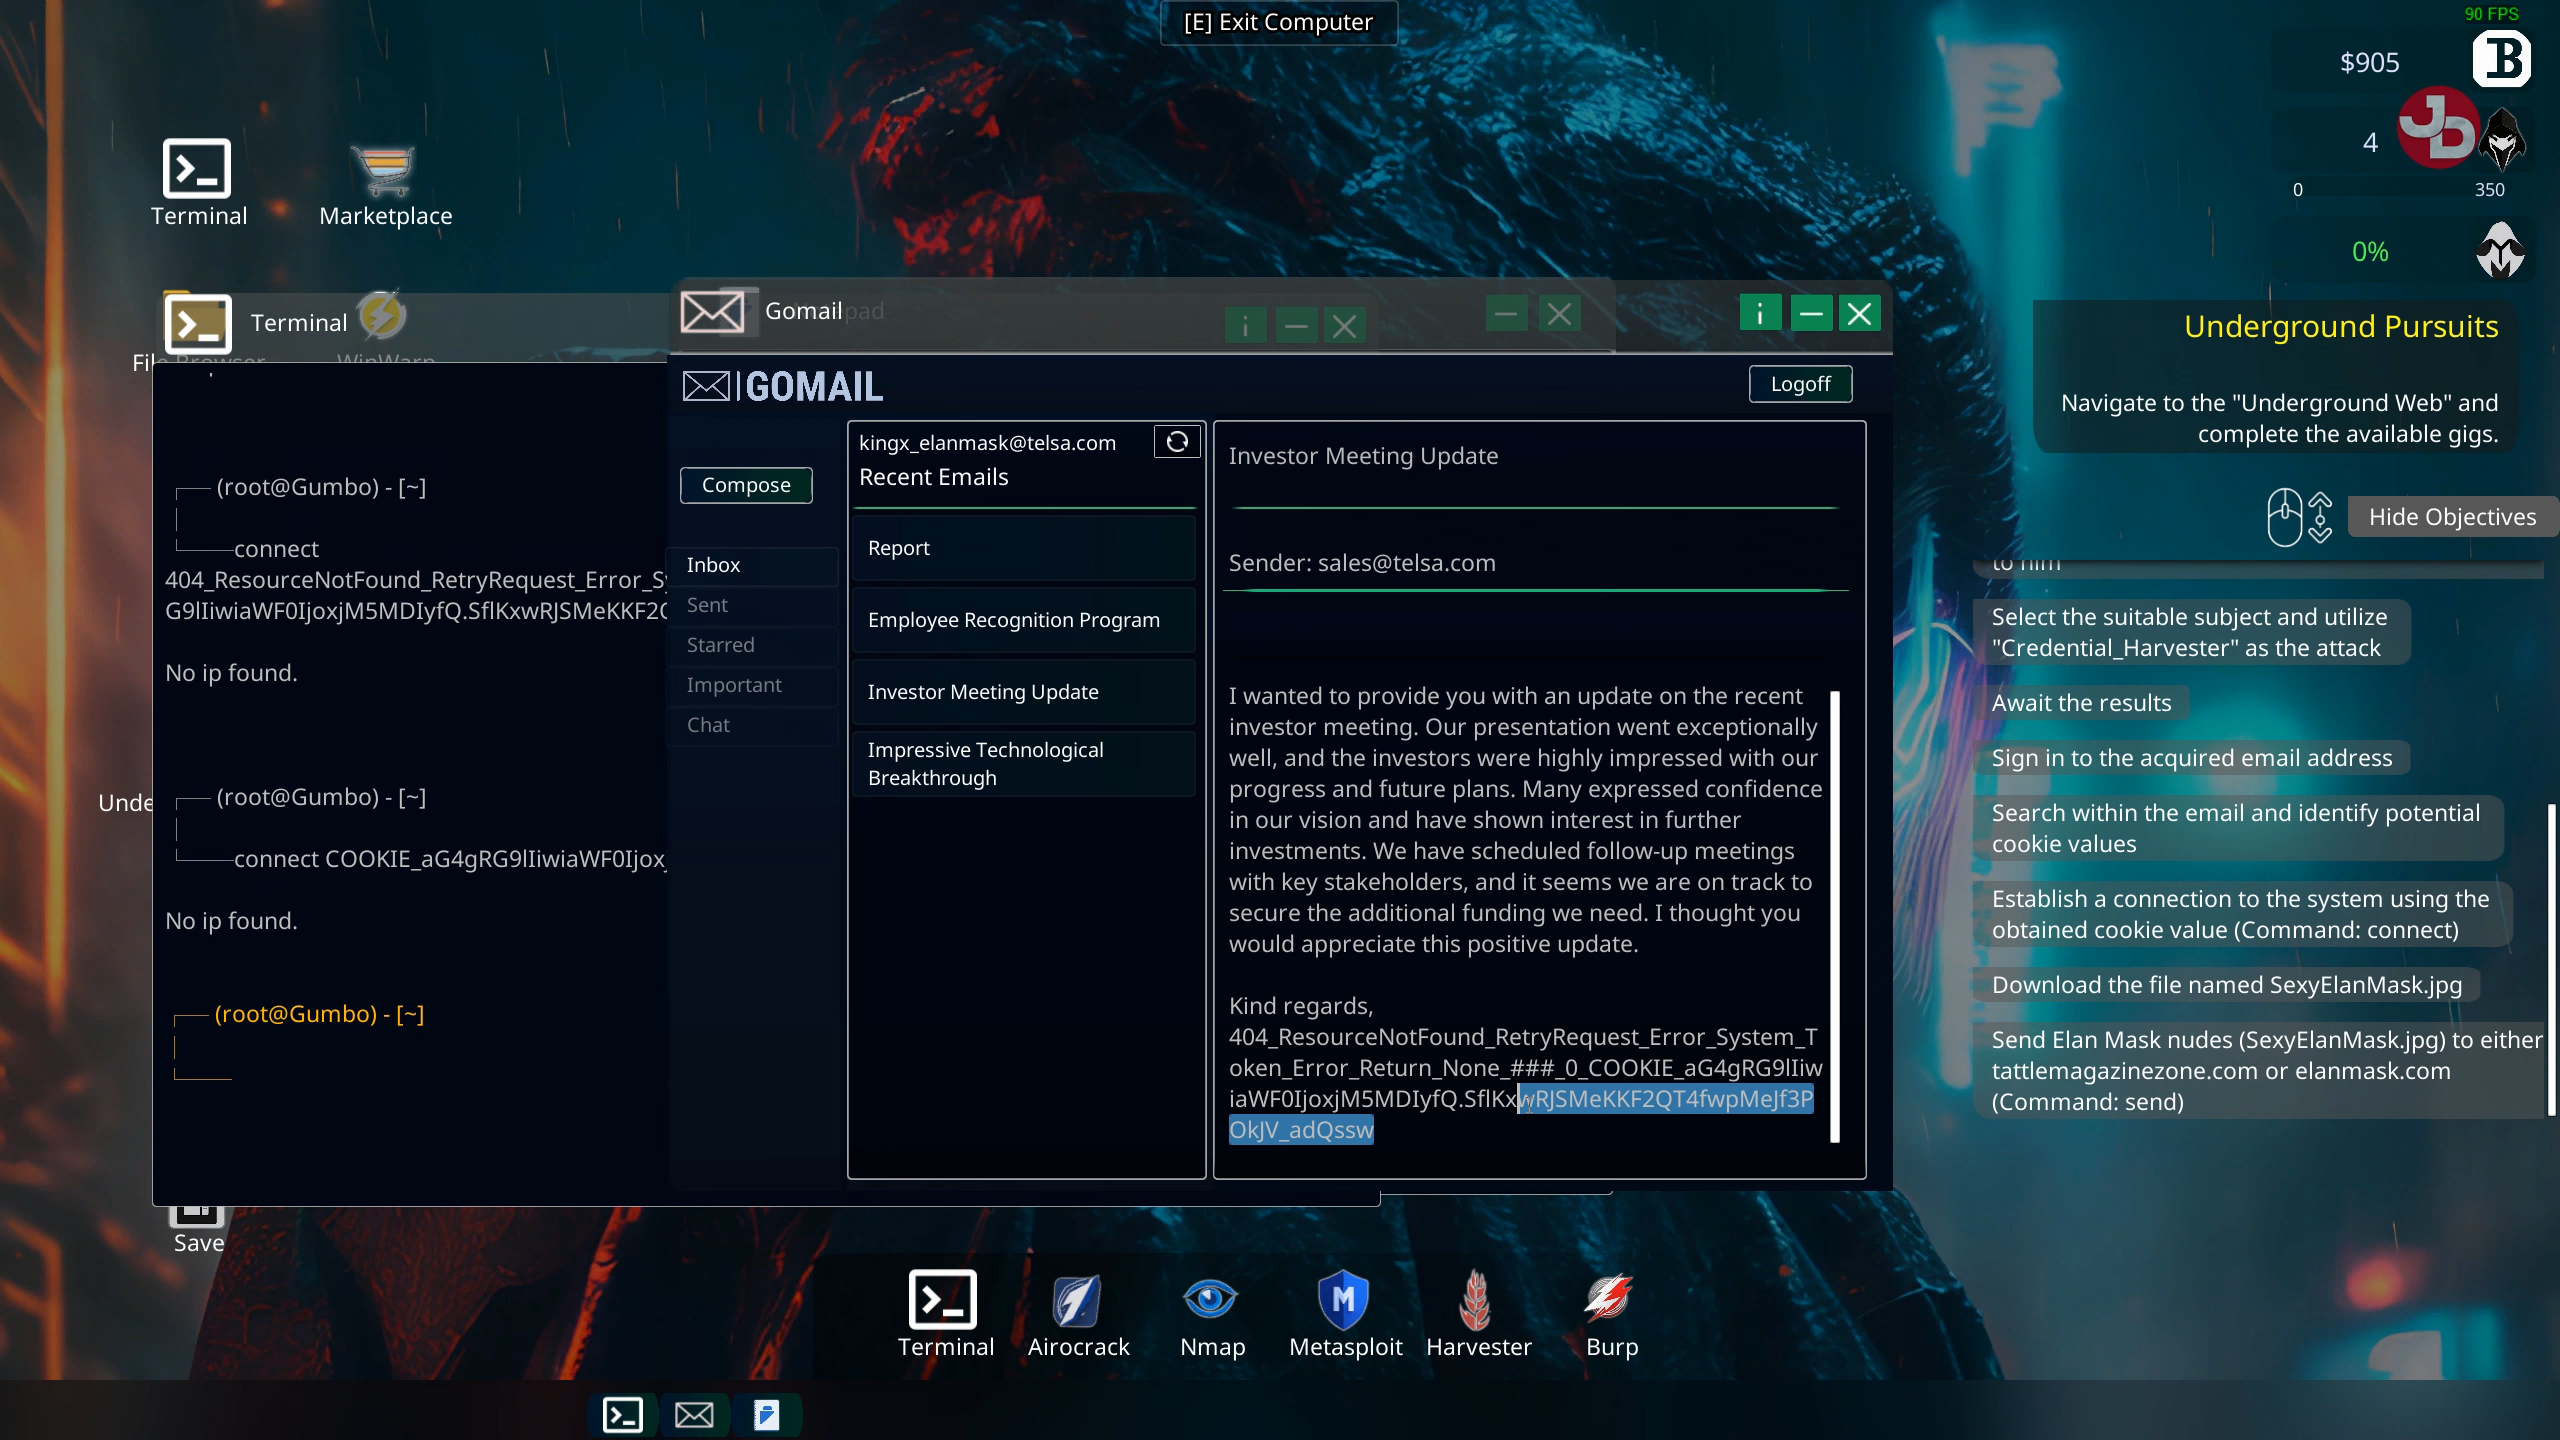 [E] Exit Computer
90 FPS
$905
B
4
JD
0 350
0%
Terminal
Marketplace
Underground Pursuits
Navigate to the "Underground Web" and
complete the available gigs.
Hide Objectives
to him
Select the suitable subject and utilize
"Credential_Harvester" as the attack
Await the results
Sign in to the acquired email address
Search within the email and identify potential
cookie values
Establish a connection to the system using the
obtained cookie value (Command: connect)
Download the file named SexyElanMask.jpg
Send Elan Mask nudes (SexyElanMask.jpg) to either
tattlemagazinezone.com or elanmask.com
(Command: send)
Terminal
File Browser
WinWarp
(root@Gumbo) - [~]
connect
404_ResourceNotFound_RetryRequest_Error_Sy
G9lIiwiaWF0IjoxjM5MDIyfQ.SflKxwRJSMeKKF2Q
No ip found.
(root@Gumbo) - [~]
connect COOKIE_aG4gRG9lIiwiaWF0Ijoxj
No ip found.
(root@Gumbo) - [~]
Unde
Save
Gomail
GOMAIL
Logoff
Compose
Inbox
Sent
Starred
Important
Chat
kingx_elanmask@telsa.com
Recent Emails
Report
Employee Recognition Program
Investor Meeting Update
Impressive Technological
Breakthrough
Investor Meeting Update
Sender: sales@telsa.com
I wanted to provide you with an update on the recent
investor meeting. Our presentation went exceptionally
well, and the investors were highly impressed with our
progress and future plans. Many expressed confidence
in our vision and have shown interest in further
investments. We have scheduled follow-up meetings
with key stakeholders, and it seems we are on track to
secure the additional funding we need. I thought you
would appreciate this positive update.
Kind regards,
404_ResourceNotFound_RetryRequest_Error_System_T
oken_Error_Return_None_###_0_COOKIE_aG4gRG9lIiw
iaWF0IjoxjM5MDIyfQ.SflKxwRJSMeKKF2QT4fwpMeJf3P
OkJV_adQssw
Terminal
Airocrack
Nmap
Metasploit
Harvester
Burp